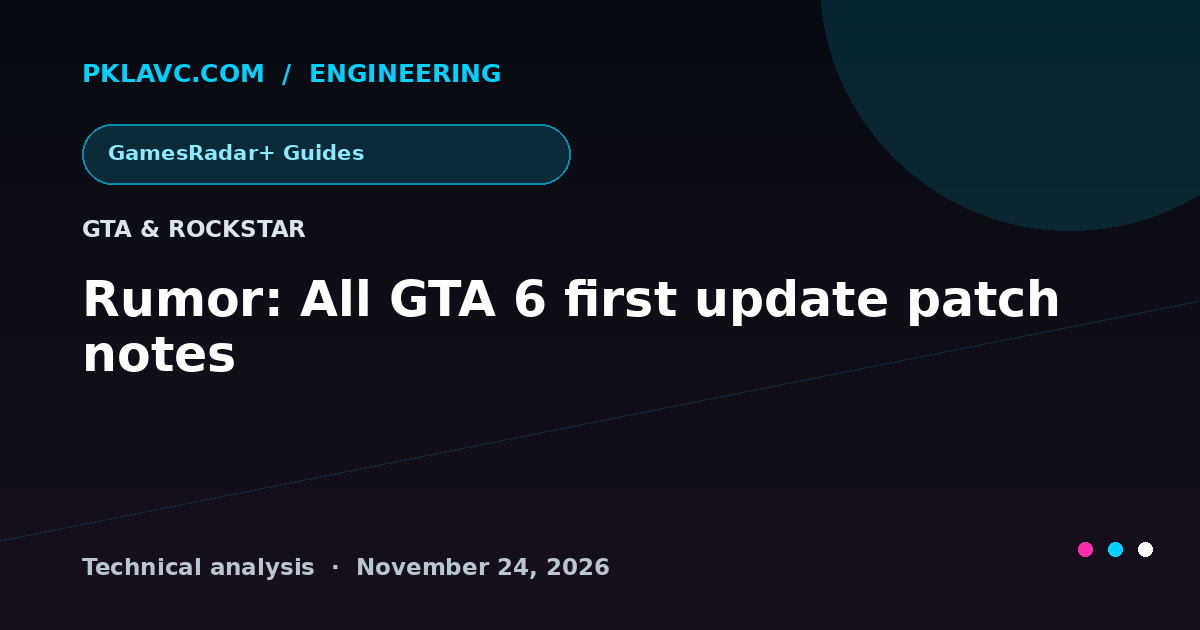 PKLAVC.COM / ENGINEERING
GamesRadar+ Guides
GTA & ROCKSTAR
Rumor: All GTA 6 first update patch
notes
Technical analysis · November 24, 2026